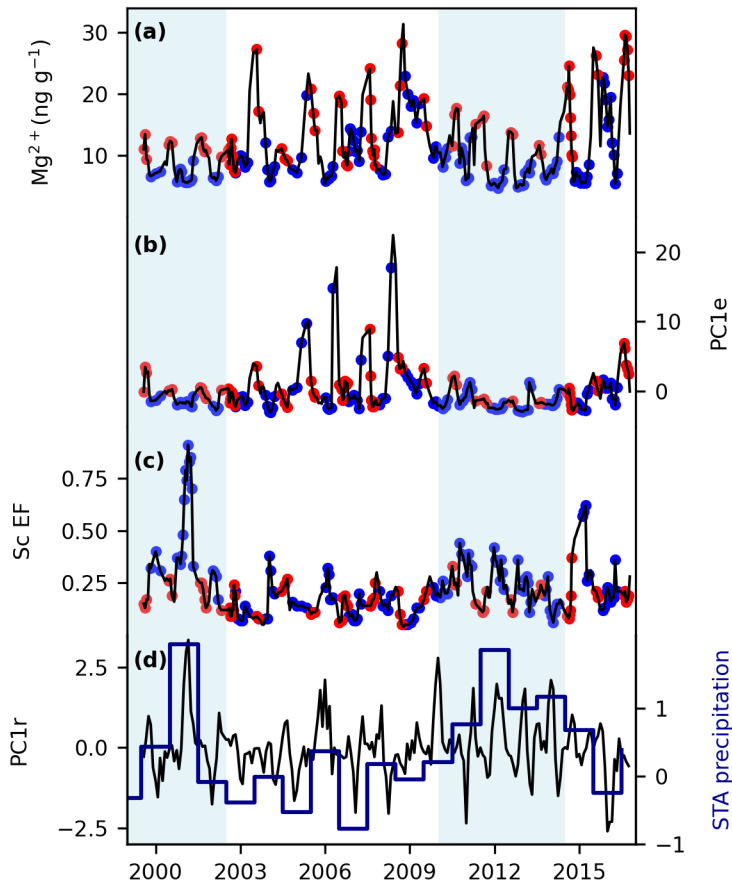 (a)
30
20
10
Mg²⁺(ng g⁻¹)
(b)
20
10
0
PC1e
(c)
0.75
0.50
0.25
Sc EF
(d)
2.5
0.0
−2.5
PC1r
1
0
−1
STA precipitation
2000 2003 2006 2009 2012 2015